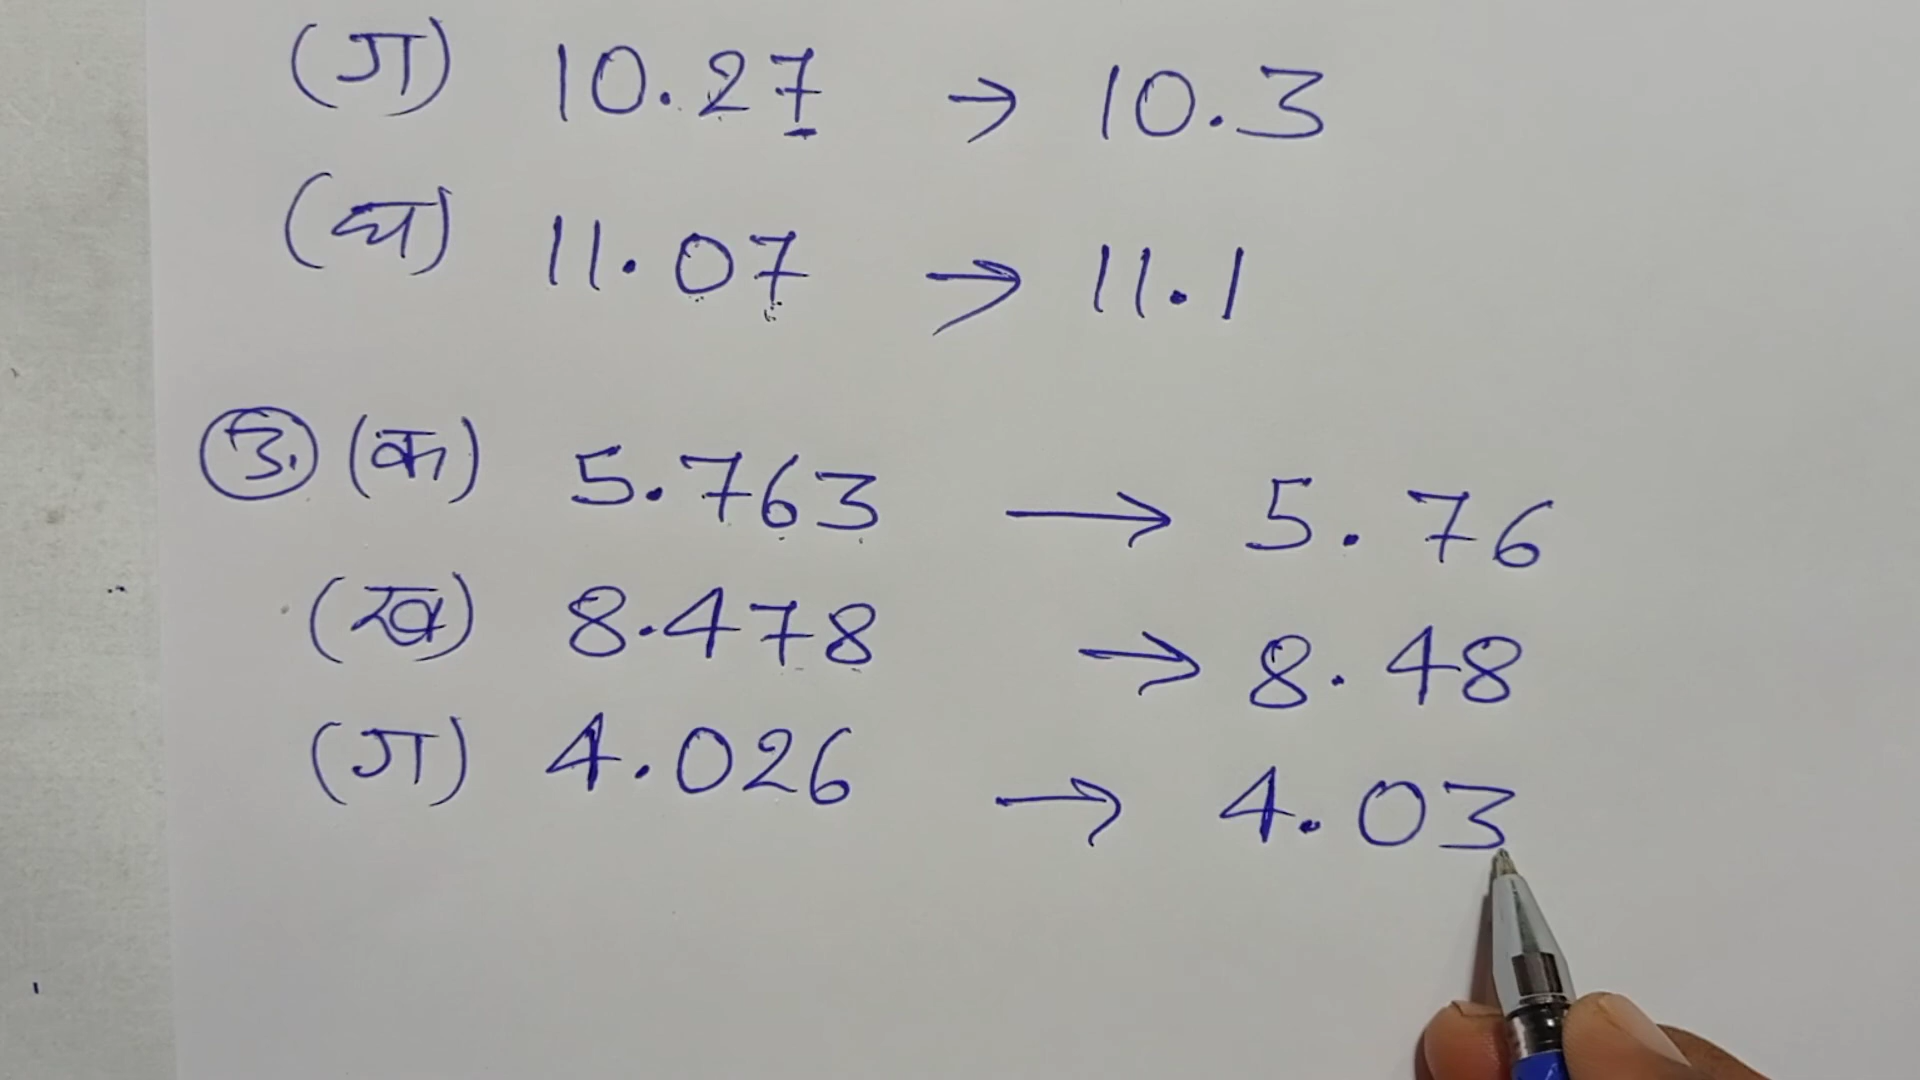 (ग) 10.27 → 10.3
(घ) 11.07 → 11.1
3. (क) 5.763 → 5.76
(ख) 8.478 → 8.48
(ग) 4.026 → 4.03